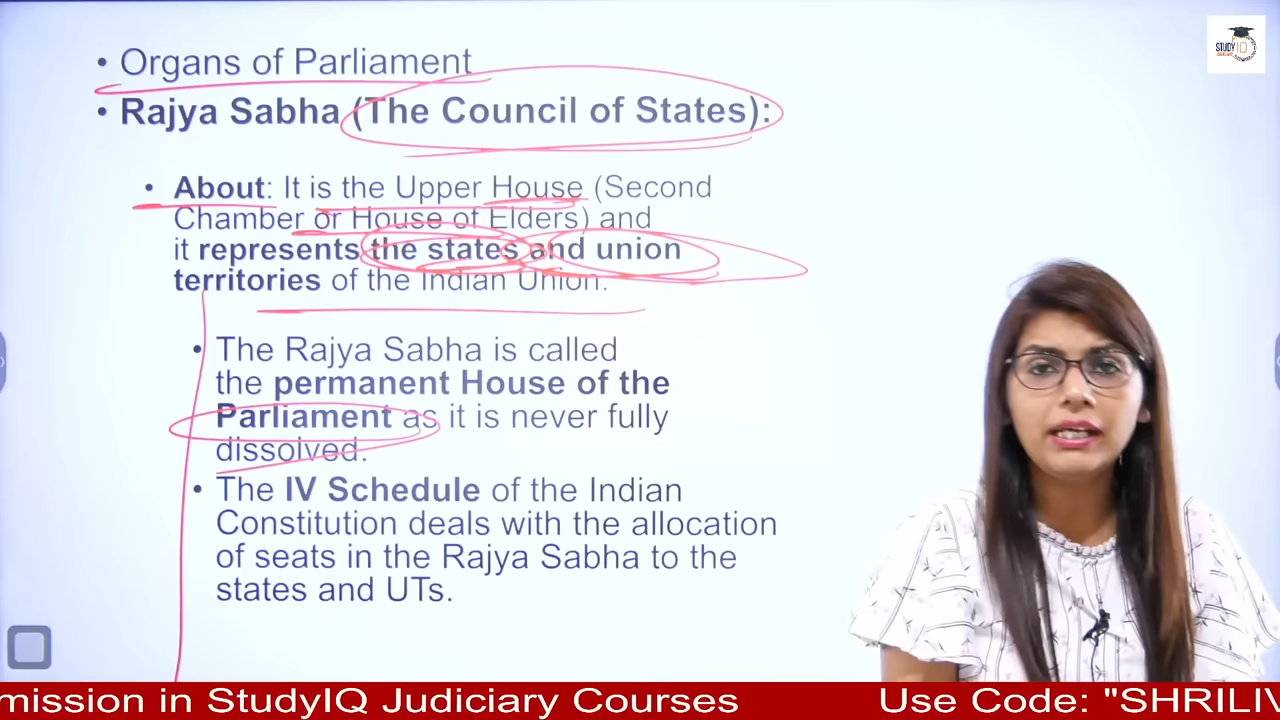 • Organs of Parliament
• Rajya Sabha (The Council of States):
• About: It is the Upper House (Second
Chamber or House of Elders) and
it represents the states and union
territories of the Indian Union.
• The Rajya Sabha is called
the permanent House of the
Parliament as it is never fully
dissolved.
• The IV Schedule of the Indian
Constitution deals with the allocation
of seats in the Rajya Sabha to the
states and UTs.
STUDY IQ
mission in StudyIQ Judiciary Courses Use Code: "SHRILIV